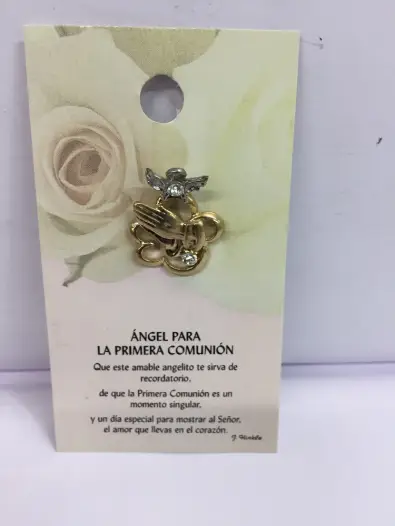 ÁNGEL PARA
LA PRIMERA COMUNIÓN
Que este amable angelito te sirva de
recordatorio,
de que la Primera Comunión es un
momento singular,
y un día especial para mostrar al Señor,
el amor que llevas en el corazón.